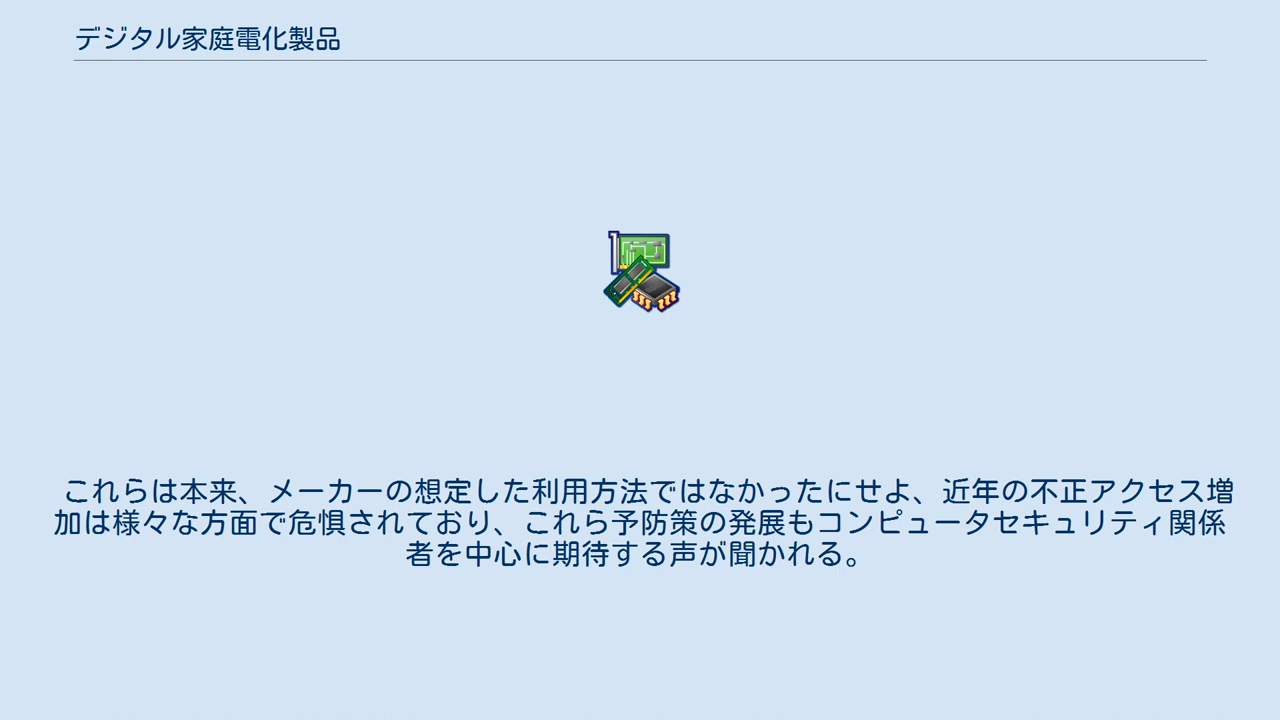 デジタル家庭電化製品
これらは本来、メーカーの想定した利用方法ではなかったにせよ、近年の不正アクセス増
加は様々な方面で危惧されており、これら予防策の発展もコンピュータセキュリティ関係
者を中心に期待する声が聞かれる。